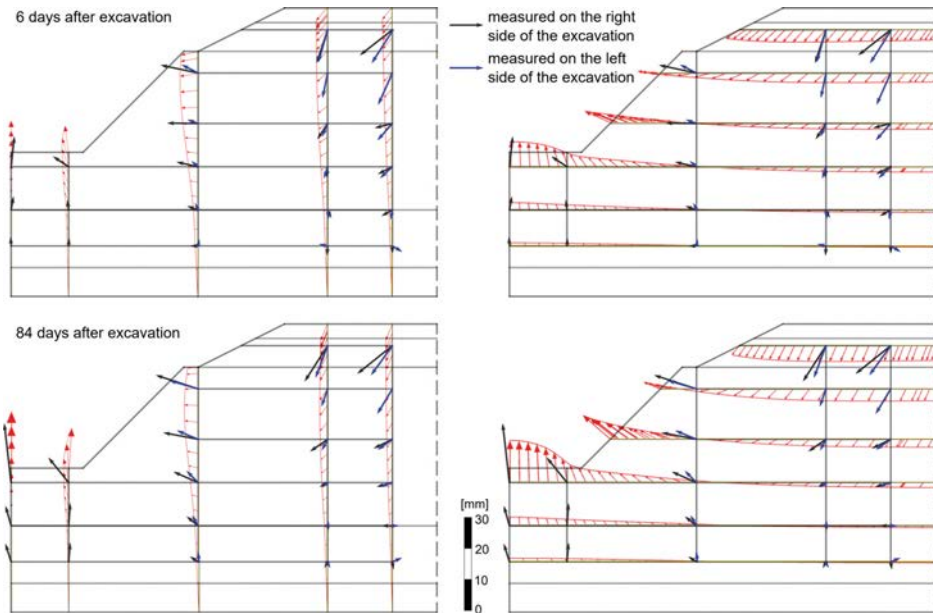 6 days after excavation
measured on the right
side of the excavation
measured on the left
side of the excavation
84 days after excavation
[mm]
30
20
10
0